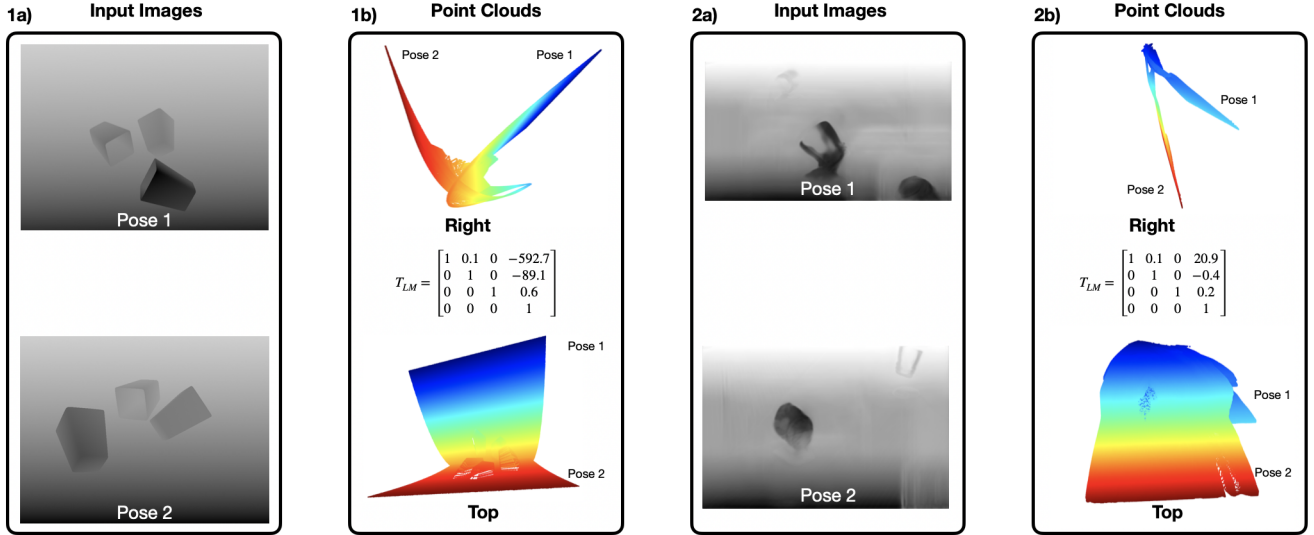 1a)
Input Images
Pose 1
Pose 2
1b)
Point Clouds
Pose 2
Pose 1
Right
T_LM = [1 0.1 0 −592.7
0 1 0 −89.1
0 0 1 0.6
0 0 0 1]
Pose 1
Pose 2
Top
2a)
Input Images
Pose 1
Pose 2
2b)
Point Clouds
Pose 1
Pose 2
Right
T_LM = [1 0.1 0 20.9
0 1 0 −0.4
0 0 1 0.2
0 0 0 1]
Pose 1
Pose 2
Top